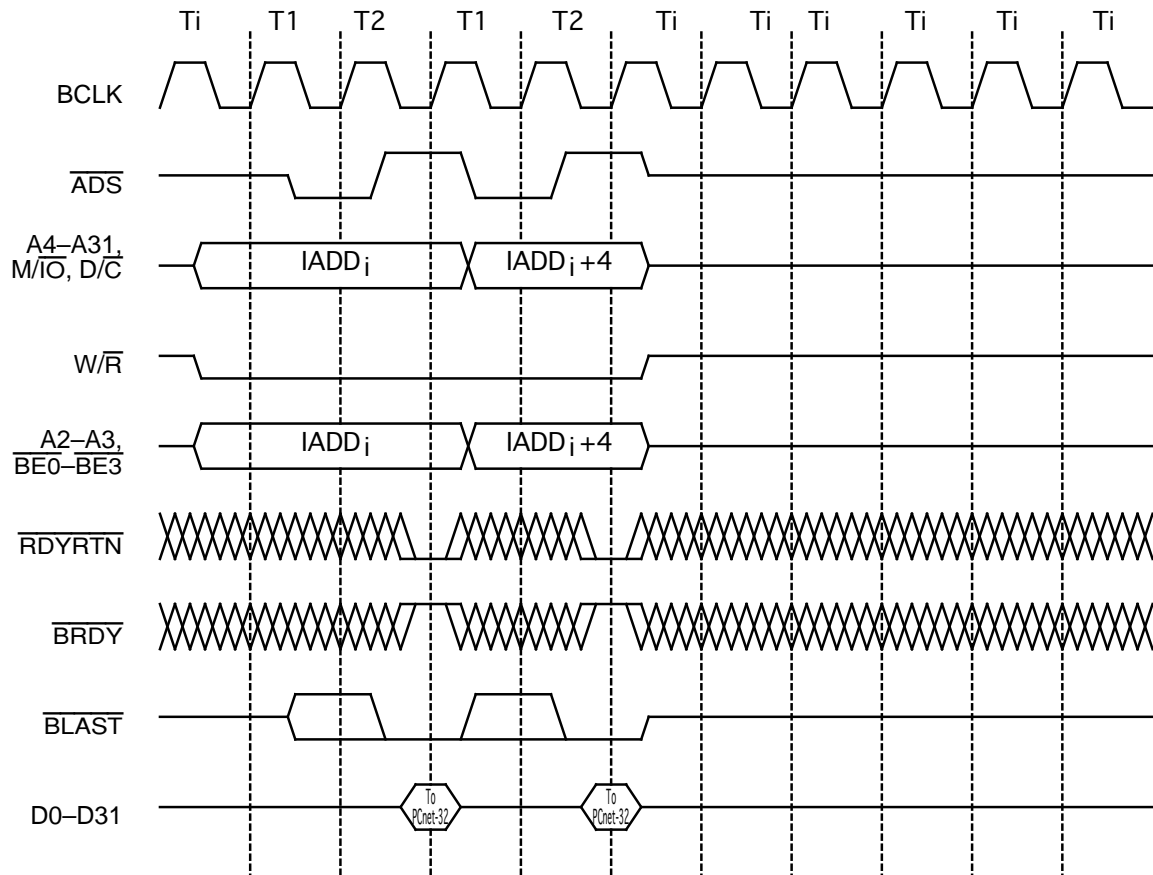 Ti T1 T2 T1 T2 Ti Ti Ti Ti Ti Ti
BCLK
ADS
A4–A31,
M/IO, D/C
IADDi IADDi+4
W/R
A2–A3,
BE0–BE3
IADDi IADDi+4
RDYRTN
BRDY
BLAST
D0–D31
To
PCnet-32
To
PCnet-32